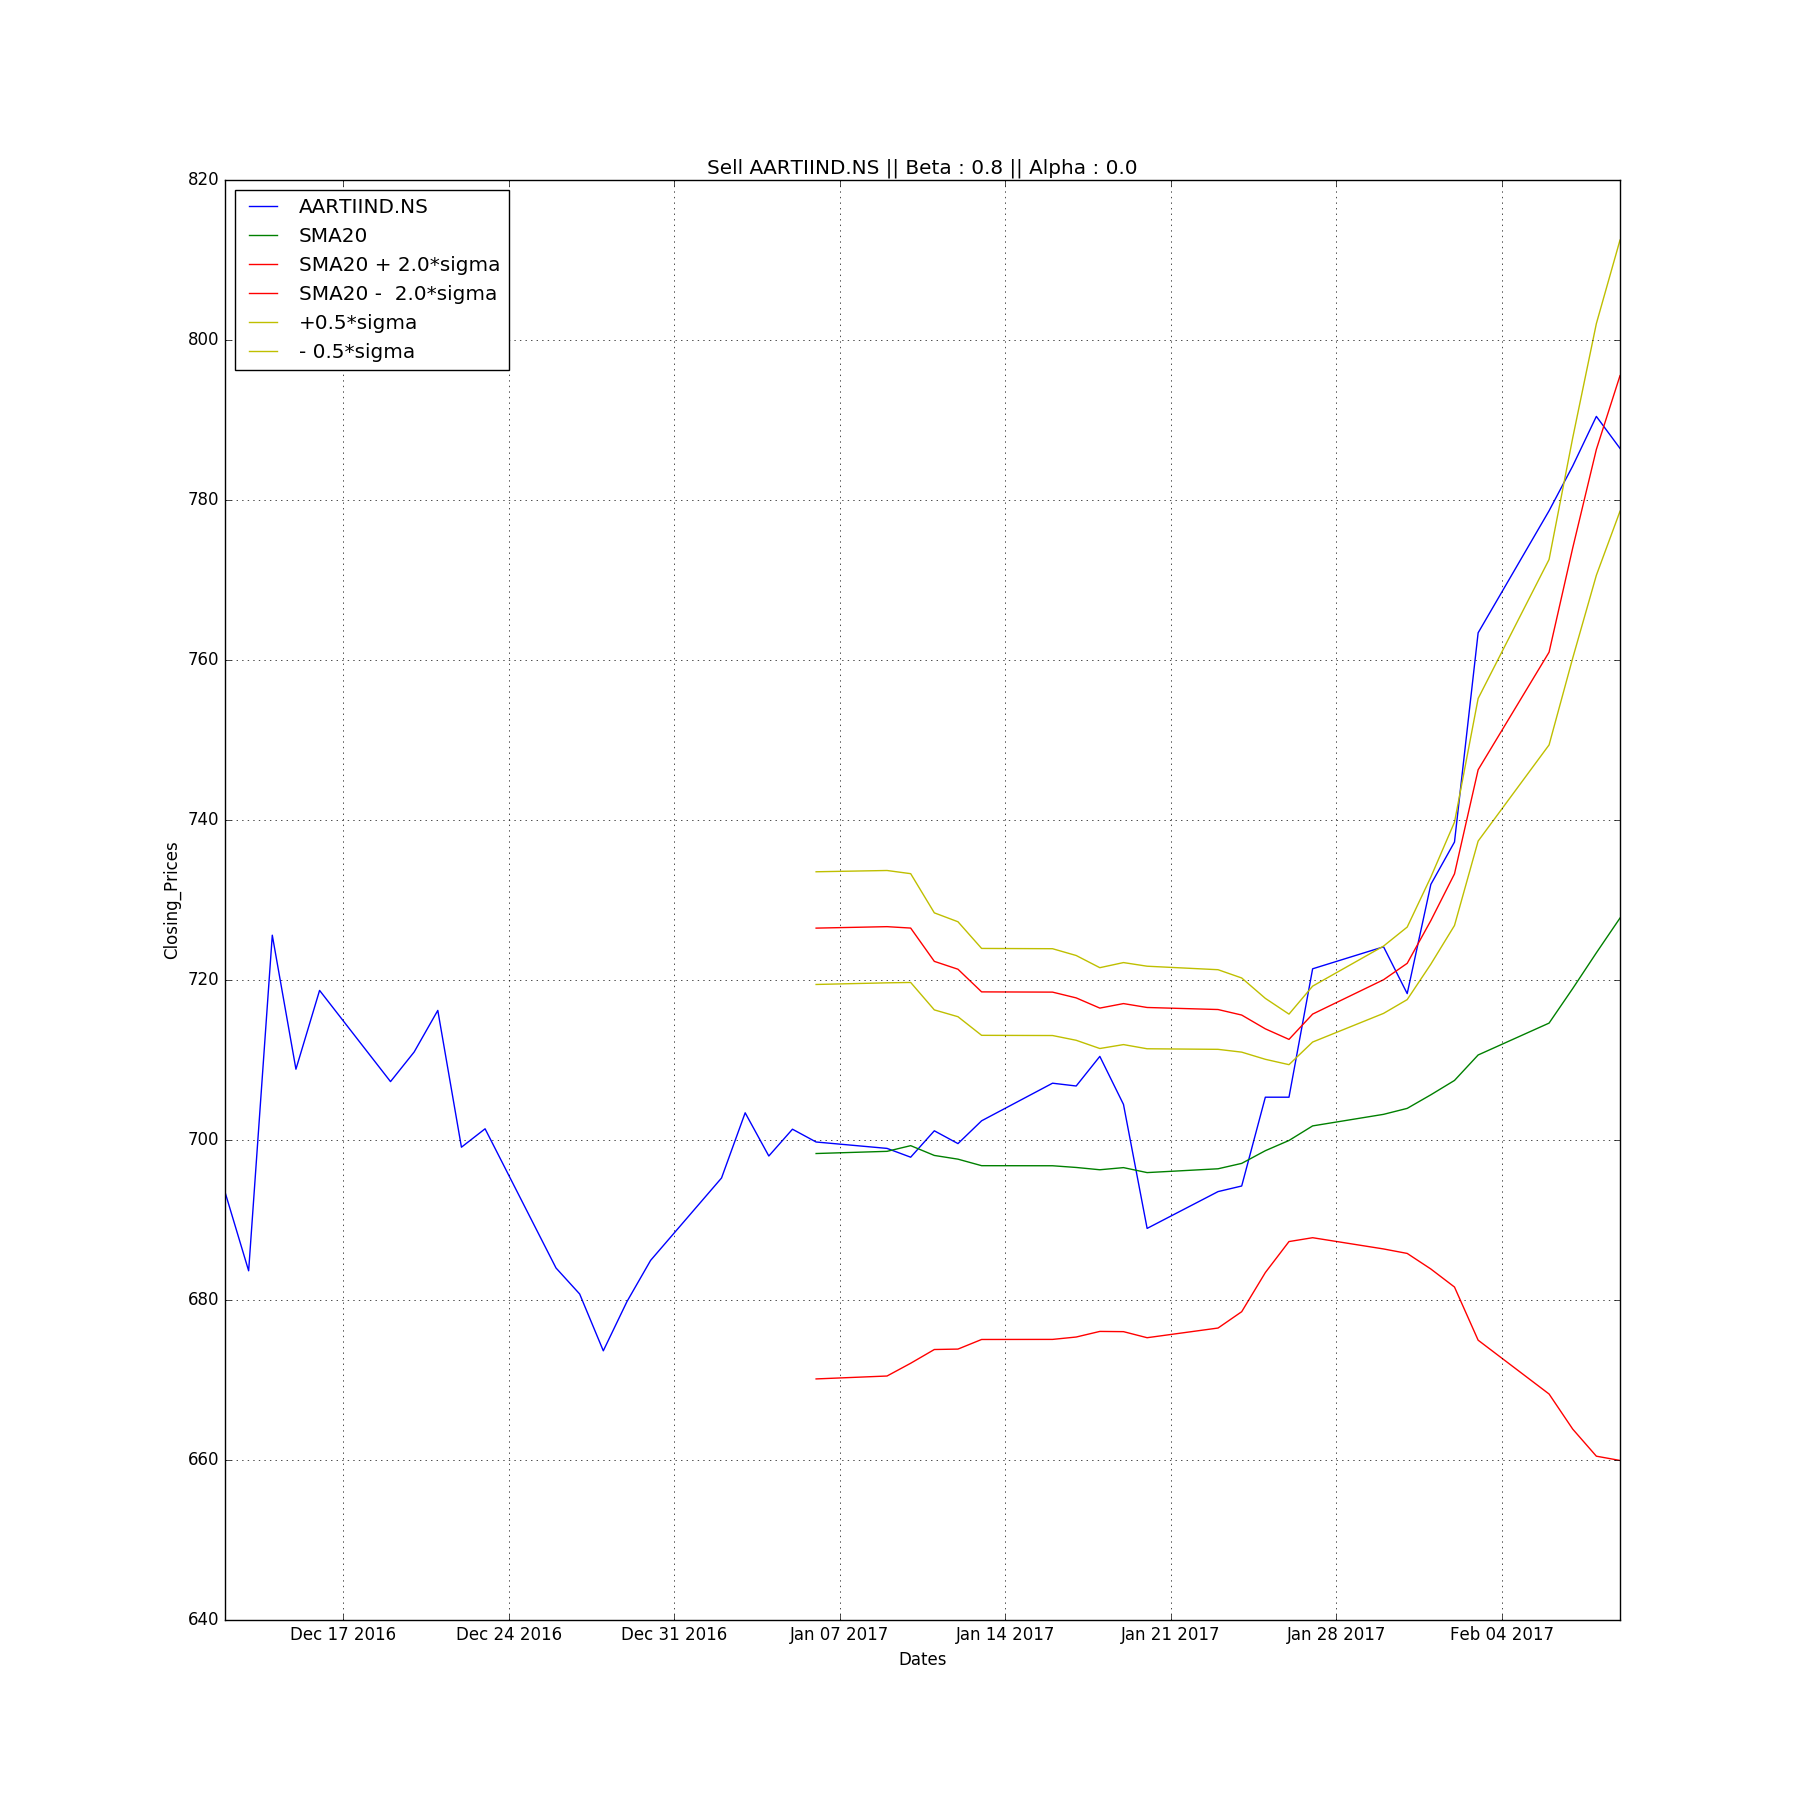 Sell AARTIIND.NS || Beta : 0.8 || Alpha : 0.0
AARTIIND.NS
SMA20
SMA20 + 2.0*sigma
SMA20 -  2.0*sigma
+0.5*sigma
- 0.5*sigma
820
800
780
760
740
720
700
680
660
640
Closing_Prices
Dec 17 2016
Dec 24 2016
Dec 31 2016
Jan 07 2017
Jan 14 2017
Jan 21 2017
Jan 28 2017
Feb 04 2017
Dates